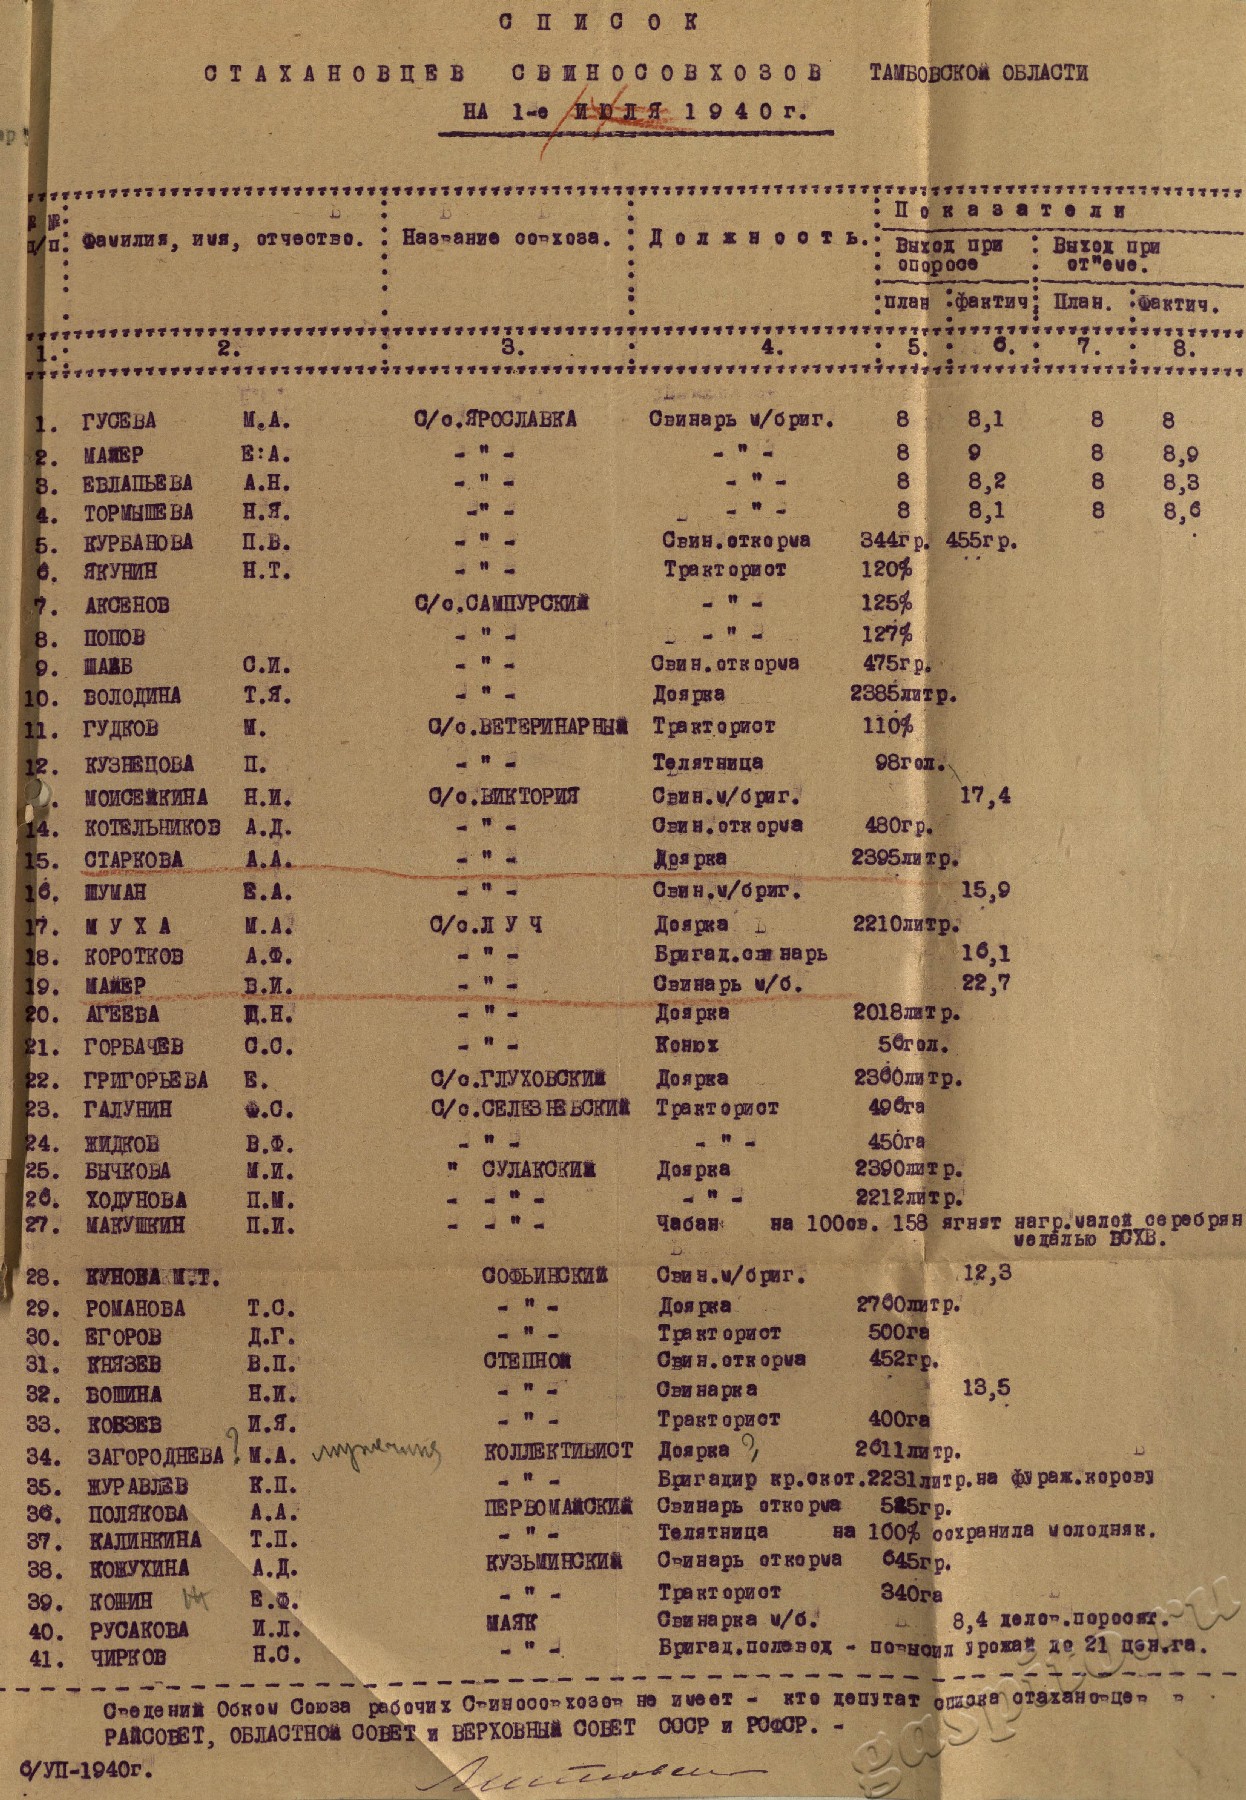 СПИСОК
СТАХАНОВЦЕВ СВИНОСОВХОЗОВ ТАМБОВСКОЙ ОБЛАСТИ
НА 1-е ИЮЛЯ 1940г.
№ №: Фамилия, имя, отчество. : Название совхоза. : Должность. : Показатели
п/п. Выход при опоросе : Выход при от"еме.
план : фактич : План. : Фактич.
1. : 2. : 3. : 4. : 5. : 6. : 7. : 8.
1. ГУСЕВА М.А. С/с.ЯРОСЛАВКА Свинарь м/бриг. 8 8,1 8 8
2. МАЙЕР Е:А. - " - - " - 8 9 8 8,9
3. ЕВЛАПЬЕВА А.Н. - " - - " - 8 8,2 8 8,3
4. ТОРМЫШЕВА Н.Я. -" - - " - 8 8,1 8 8,6
5. КУРБАНОВА П.В. - " - Свин.откорма 344гр. 455гр.
6. ЯКУНИН Н.Т. - " - Тракторист 120%
7. АКСЕНОВ С/с.САМПУРСКИЙ - " - 125%
8. ПОПОВ - " - - " - 127%
9. ШАЙБ С.И. - " - Свин.откорма 475гр.
10. ВОЛОДИНА Т.Я. - " - Доярка 2385литр.
11. ГУДКОВ М. С/с.ВЕТЕРИНАРНЫЙ Тракторист 110%
12. КУЗНЕЦОВА П. - " - Телятница 98гол.
. МОИСЕЙКИНА Н.И. С/с.ВИКТОРИЯ Свин.м/бриг. 17,4
14. КОТЕЛЬНИКОВ А.Д. - " - Свин.откорма 480гр.
15. СТАРКОВА А.А. - " - Доярка 2395литр.
16. ШУМАН Е.А. - " - Свин.м/бриг. 15,9
17. М У Х А М.А. С/с.Л У Ч Доярка 2210литр.
18. КОРОТКОВ А.Ф. - " - Бригад.свинарь 16,1
19. МАЙЕР В.И. - " - Свинарь м/б. 22,7
20. АГЕЕВА Д.Н. - " - Доярка 2018литр.
21. ГОРБАЧЕВ С.С. - " - Конюх 56гол.
22. ГРИГОРЬЕВА Е. С/с.ГЛУХОВСКИЙ Доярка 2360литр.
23. ГАЛУНИН Ф.С. С/с.СЕЛЕЗНЕВСКИЙ Тракторист 496га
24. ЖИДКОВ В.Ф. - " - - " - 450га
25. БЫЧКОВА М.И. " СУЛАКСКИЙ Доярка 2390литр.
26. ХОДУНОВА П.М. - - " - - " - 2212литр.
27. МАКУШКИН П.И. - - " - Чабан на 100ов. 158 ягнят нагр.малой серебрян
медалью ВСХВ.
28. КУНОВА М.Т. СОФЬИНСКИЙ Свин.м/бриг. 12,3
29. РОМАНОВА Т.С. - " - Доярка 2760литр.
30. ЕГОРОВ Д.Г. - " - Тракторист 500га
31. КНЯЗЕВ В.П. СТЕПНОЙ Свин.откорма 452гр.
32. ВОШИНА Н.И. - " - Свинарка 13,5
33. КОВЗЕВ И.Я. - " - Тракторист 400га
34. ЗАГОРОДНЕВА ? М.А. мужчина КОЛЛЕКТИВИСТ Доярка ? 2611литр.
35. ЖУРАВЛЕВ К.П. - " - Бригадир кр.скот.2231литр.на фураж.корову
36. ПОЛЯКОВА А.А. ПЕРВОМАЙСКИЙ Свинарь откорма 525гр.
37. КАЛИНКИНА Т.П. - " - Телятница на 100% сохранила молодняк.
38. КОЖУХИНА А.Д. КУЗЬМИНСКИЙ Свинарь откорма 645гр.
39. КОШИН Е.Ф. - " - Тракторист 340га
40. РУСАКОВА И.Л. МАЯК Свинарка м/б. 8,4 делов.поросят.
41. ЧИРКОВ Н.С. - " - Бригад.полевод - повысил урожай до 21 цен.га.
Сведений Обком Союза рабочих Свиносовхозов не имеет - кто депутат списка стахановцев в
РАЙСОВЕТ, ОБЛАСТНОЙ СОВЕТ и ВЕРХОВНЫЙ СОВЕТ СССР и РСФСР. -
6/УП-1940г.
gaspito.ru